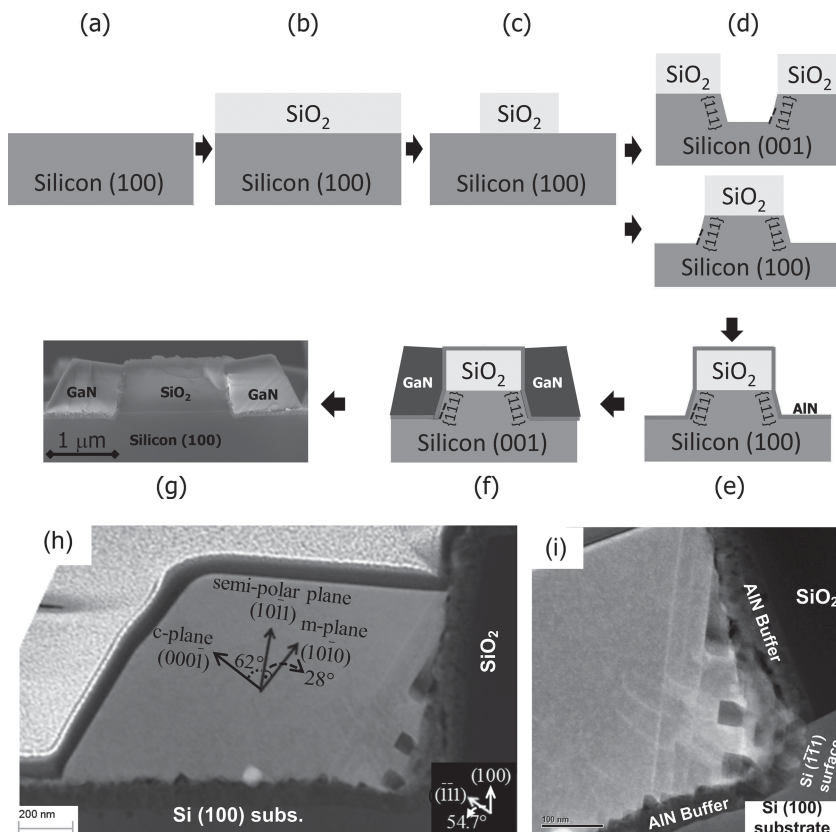 (a)
(b)
(c)
(d)
SiO2
Silicon (100)
Silicon (100)
SiO2
Silicon (100)
SiO2
SiO2
{111}
{111}
Silicon (001)
SiO2
{111}
{111}
Silicon (100)
GaN
SiO2
GaN
1 μm
Silicon (100)
GaN
SiO2
GaN
{111}
{111}
Silicon (001)
SiO2
AlN
{111}
{111}
Silicon (100)
(g)
(f)
(e)
(h)
semi-polar plane
(101̄1̄)
c-plane
(0001̄)
m-plane
(101̄0)
62°
28°
SiO2
Si (100) subs.
200 nm
(100)
(1̄1̄1)
54.7°
(i)
AlN Buffer
SiO2
AlN Buffer
Si (1̄1̄1)
surface
Si (100)
substrate
100 nm